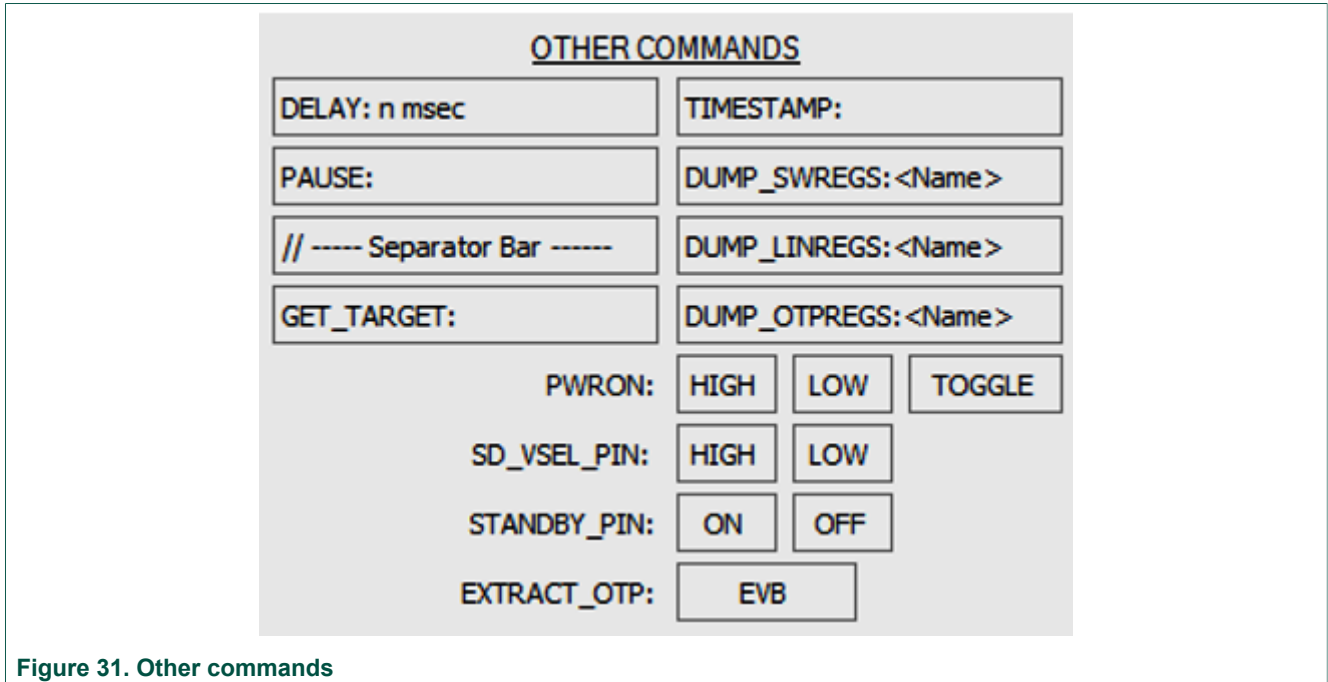 OTHER COMMANDS
DELAY: n msec TIMESTAMP:
PAUSE: DUMP_SWREGS:<Name>
// ----- Separator Bar ------ DUMP_LINREGS:<Name>
GET_TARGET: DUMP_OTPREGS:<Name>
PWRON: HIGH LOW TOGGLE
SD_VSEL_PIN: HIGH LOW
STANDBY_PIN: ON OFF
EXTRACT_OTP: EVB
Figure 31. Other commands